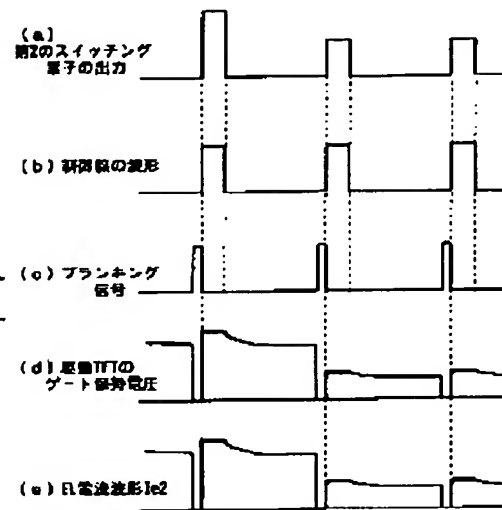 (a)
第2のスイッチング
素子の出力
(b) 制御線の波形
(c) ブランキング
信号
(d) 駆動TFTの
ゲート保持電圧
(e) EL電流波形Ie2